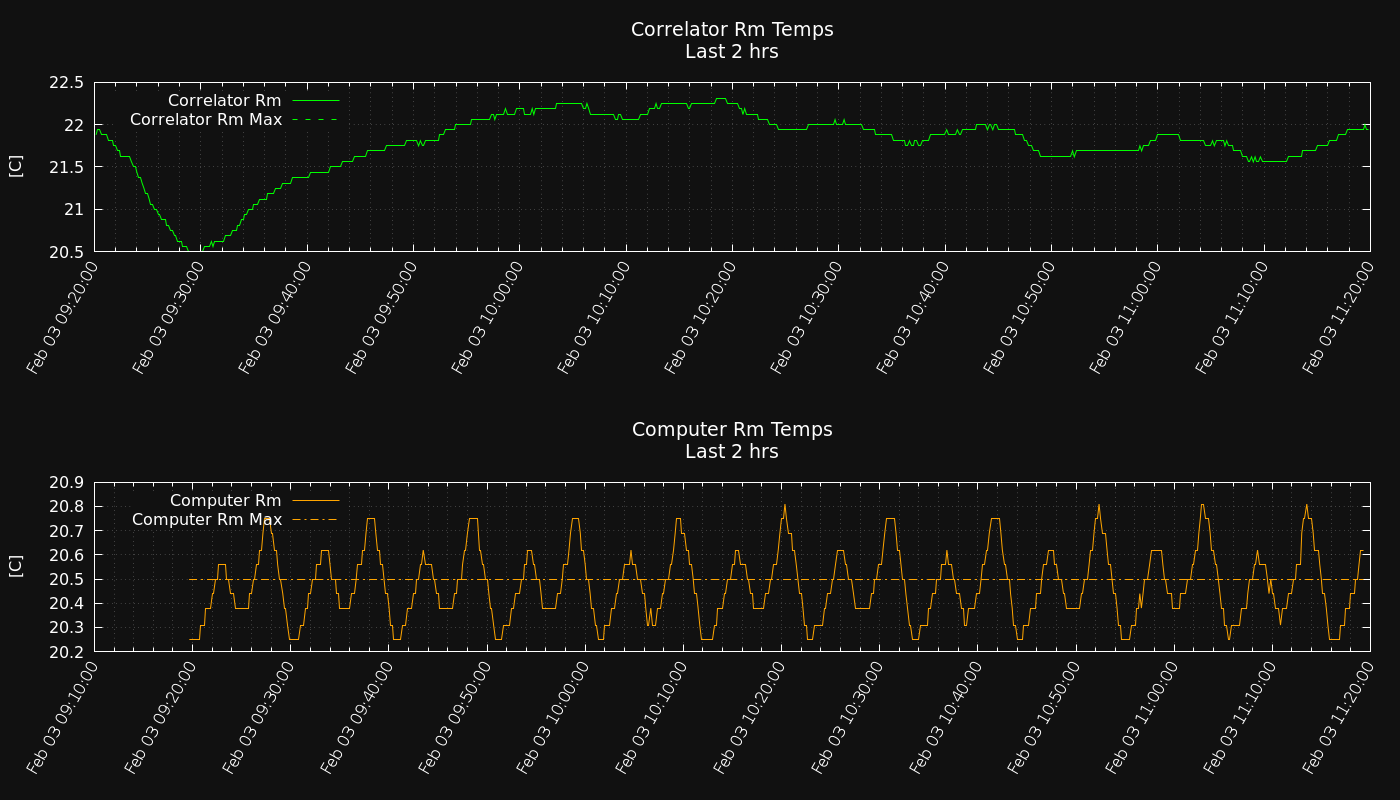 Correlator Rm Temps
Last 2 hrs
22.5
22
21.5
21
20.5
[C]
Correlator Rm
Correlator Rm Max
Feb 03 09:20:00
Feb 03 09:30:00
Feb 03 09:40:00
Feb 03 09:50:00
Feb 03 10:00:00
Feb 03 10:10:00
Feb 03 10:20:00
Feb 03 10:30:00
Feb 03 10:40:00
Feb 03 10:50:00
Feb 03 11:00:00
Feb 03 11:10:00
Feb 03 11:20:00
Computer Rm Temps
Last 2 hrs
20.9
20.8
20.7
20.6
20.5
20.4
20.3
20.2
[C]
Computer Rm
Computer Rm Max
Feb 03 09:10:00
Feb 03 09:20:00
Feb 03 09:30:00
Feb 03 09:40:00
Feb 03 09:50:00
Feb 03 10:00:00
Feb 03 10:10:00
Feb 03 10:20:00
Feb 03 10:30:00
Feb 03 10:40:00
Feb 03 10:50:00
Feb 03 11:00:00
Feb 03 11:10:00
Feb 03 11:20:00